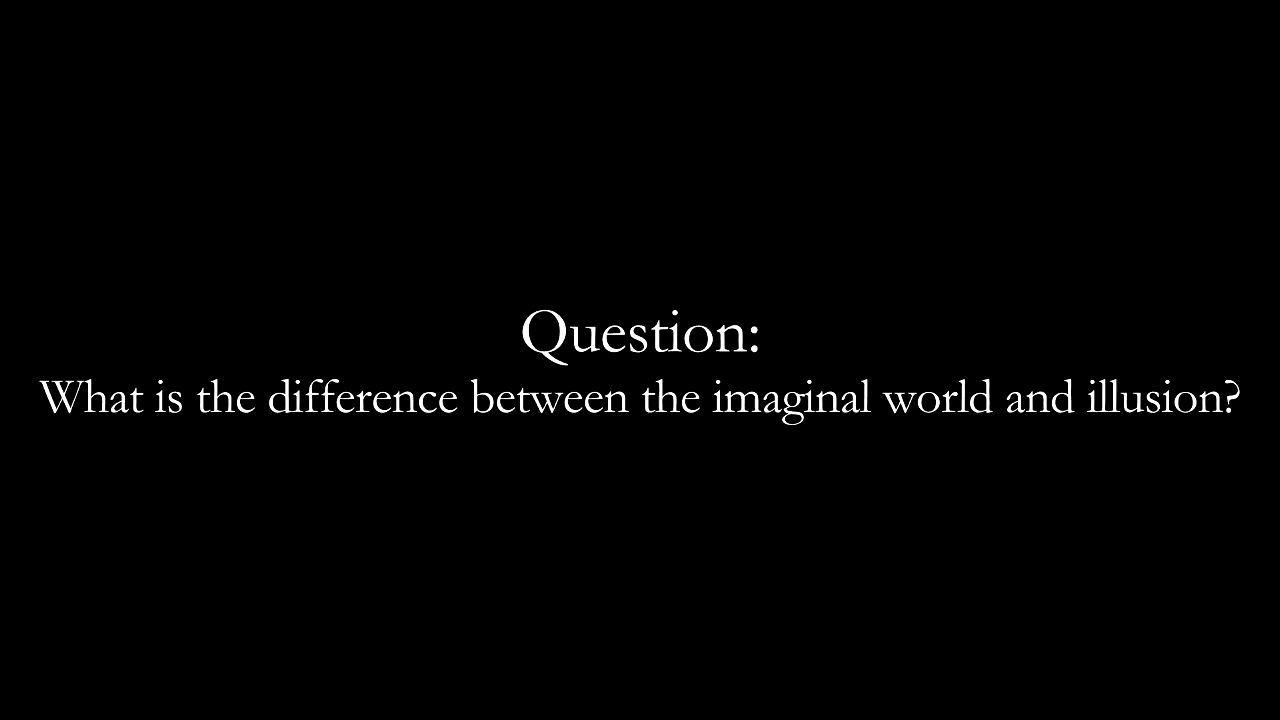 Question:
What is the difference between the imaginal world and illusion?